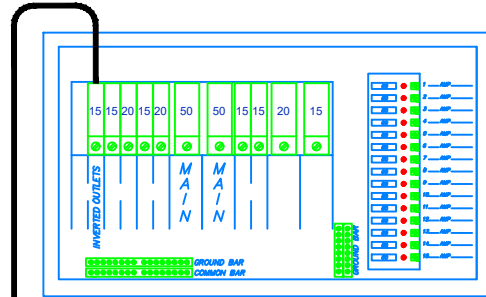 15 15 20 15 20 50 50 15 15 20 15
INVERTED OUTLETS
MAIN
MAIN
GROUND BAR
COMMON BAR
GROUND BAR
1 AMP
2 AMP
3 AMP
4 AMP
5 AMP
6 AMP
7 AMP
8 AMP
9 AMP
10 AMP
11 AMP
12 AMP
13 AMP
14 AMP
15 AMP